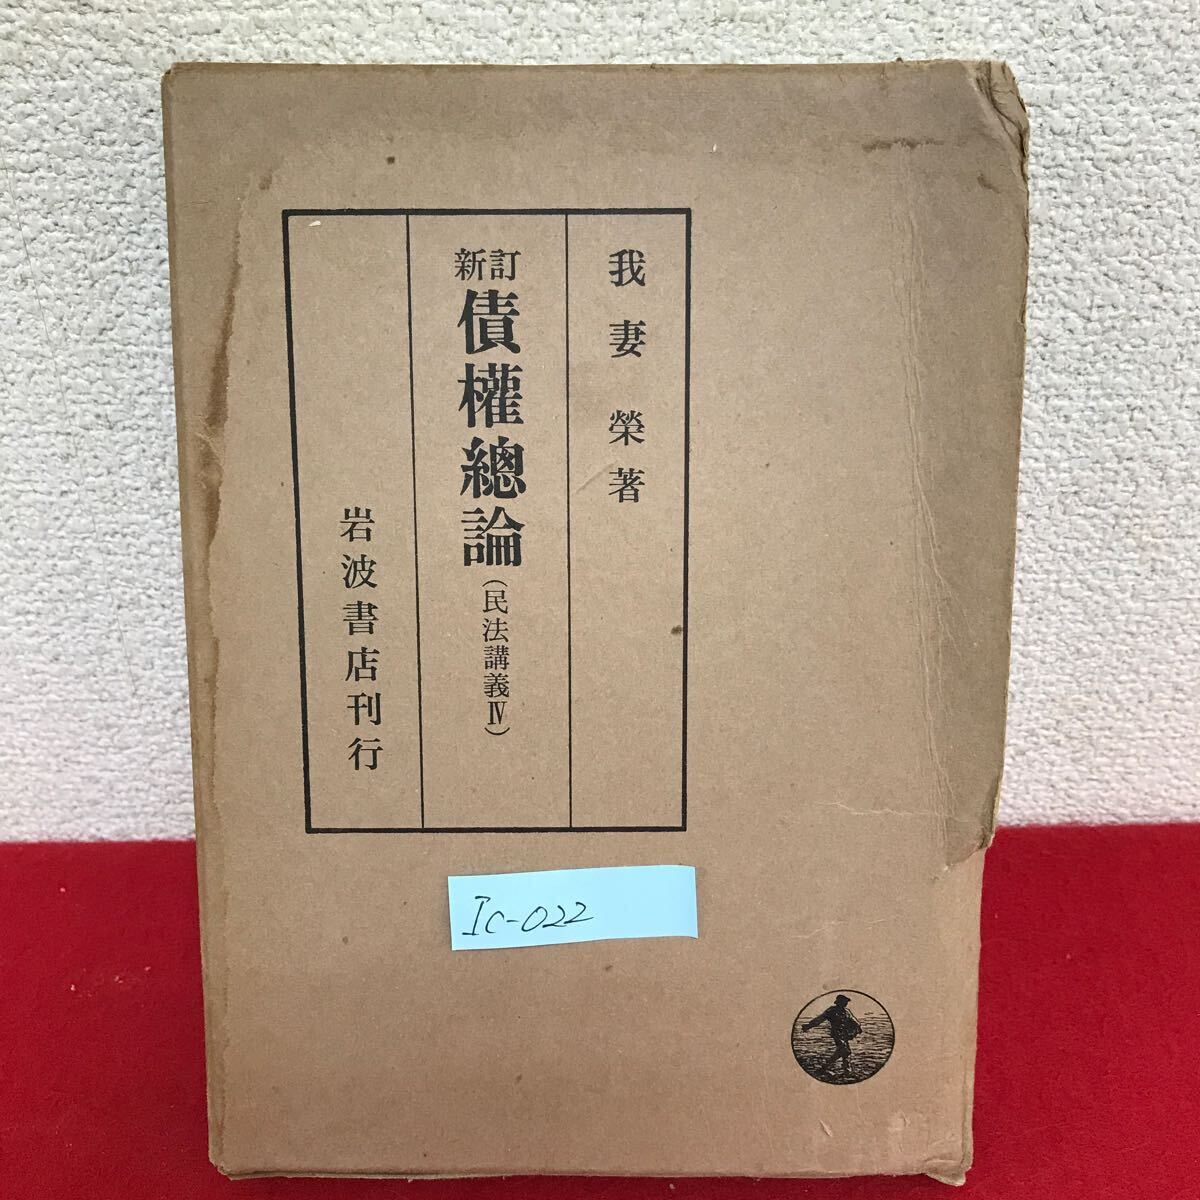 我妻榮著
新訂
債權總論
（民法講義Ⅳ）
岩波書店刊行
Ic-022